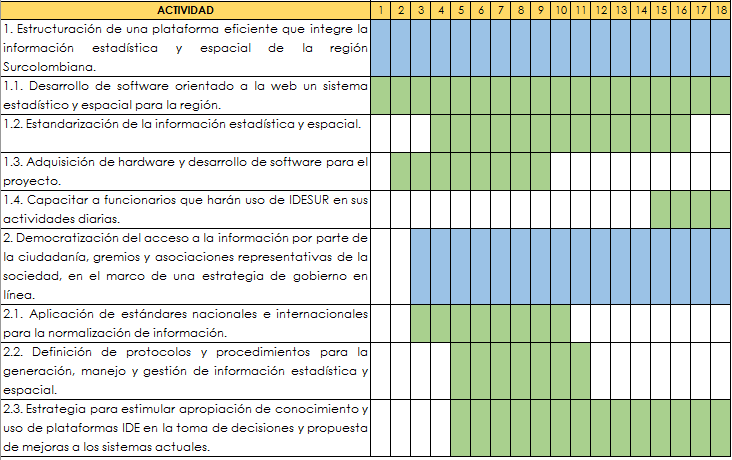 ACTIVIDAD 1 2 3 4 5 6 7 8 9 10 11 12 13 14 15 16 17 18
1. Estructuración de una plataforma eficiente que integre la
información estadística y espacial de la región
Surcolombiana.
1.1. Desarrollo de software orientado a la web un sistema
estadístico y espacial para la región.
1.2. Estandarización de la información estadística y espacial.
1.3. Adquisición de hardware y desarrollo de software para el
proyecto.
1.4. Capacitar a funcionarios que harán uso de IDESUR en sus
actividades diarias.
2. Democratización del acceso a la información por parte de
la ciudadanía, gremios y asociaciones representativas de la
sociedad, en el marco de una estrategia de gobierno en
línea.
2.1. Aplicación de estándares nacionales e internacionales
para la normalización de información.
2.2. Definición de protocolos y procedimientos para la
generación, manejo y gestión de información estadística y
espacial.
2.3. Estrategia para estimular apropiación de conocimiento y
uso de plataformas IDE en la toma de decisiones y propuesta
de mejoras a los sistemas actuales.